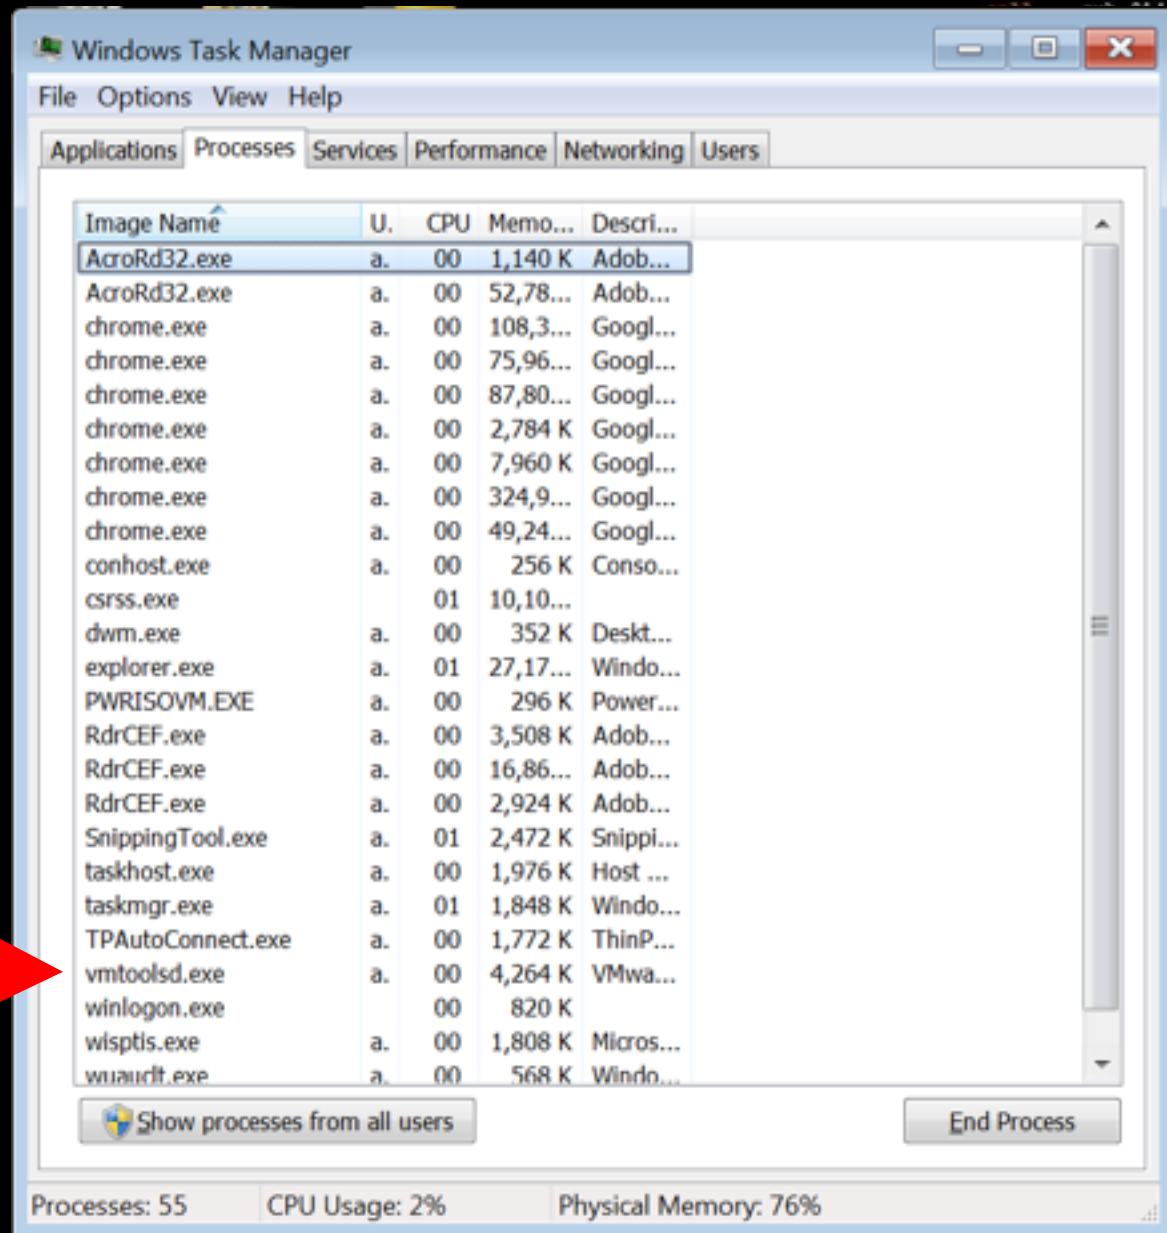 Windows Task Manager
File Options View Help
Applications Processes Services Performance Networking Users
Image Name U. CPU Memo... Descri...
AcroRd32.exe a. 00 1,140 K Adob...
AcroRd32.exe a. 00 52,78... Adob...
chrome.exe a. 00 108,3... Googl...
chrome.exe a. 00 75,96... Googl...
chrome.exe a. 00 87,80... Googl...
chrome.exe a. 00 2,784 K Googl...
chrome.exe a. 00 7,960 K Googl...
chrome.exe a. 00 324,9... Googl...
chrome.exe a. 00 49,24... Googl...
conhost.exe a. 00 256 K Conso...
csrss.exe 01 10,10...
dwm.exe a. 00 352 K Deskt...
explorer.exe a. 01 27,17... Windo...
PWRISOVM.EXE a. 00 296 K Power...
RdrCEF.exe a. 00 3,508 K Adob...
RdrCEF.exe a. 00 16,86... Adob...
RdrCEF.exe a. 00 2,924 K Adob...
SnippingTool.exe a. 01 2,472 K Snippi...
taskhost.exe a. 00 1,976 K Host ...
taskmgr.exe a. 01 1,848 K Windo...
TPAutoConnect.exe a. 00 1,772 K ThinP...
vmtoolsd.exe a. 00 4,264 K VMwa...
winlogon.exe 00 820 K
wisptis.exe a. 00 1,808 K Micros...
wuauclt.exe a. 00 568 K Windo...
Show processes from all users End Process
Processes: 55 CPU Usage: 2% Physical Memory: 76%